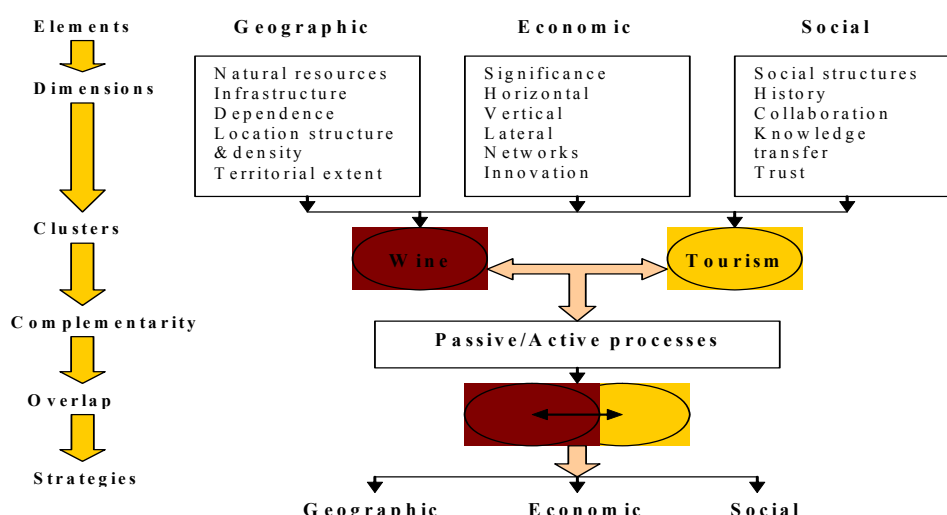 Elements
Geographic
Economic
Social
Dimensions
Natural resources
Infrastructure
Dependence
Location structure
& density
Territorial extent
Significance
Horizontal
Vertical
Lateral
Networks
Innovation
Social structures
History
Collaboration
Knowledge
transfer
Trust
Clusters
Wine
Tourism
Complementarity
Passive/Active processes
Overlap
Strategies
Geographic
Economic
Social